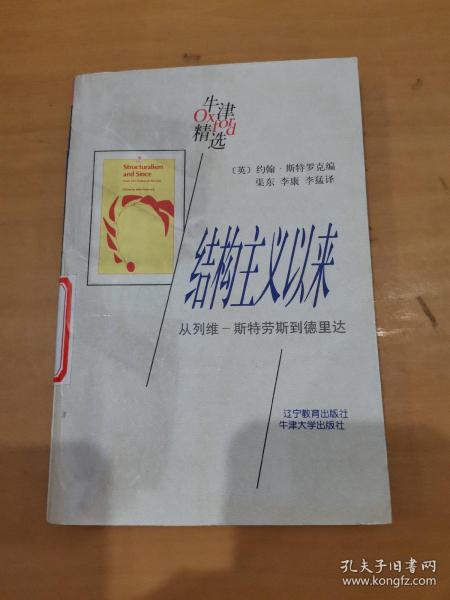 牛津
Oxford
精选
Structuralism
and Since
〔英〕约翰·斯特罗克编
渠东 李康 李猛译
结构主义以来
从列维－斯特劳斯到德里达
辽宁教育出版社
牛津大学出版社
孔夫子旧书网
www.kongfz.com